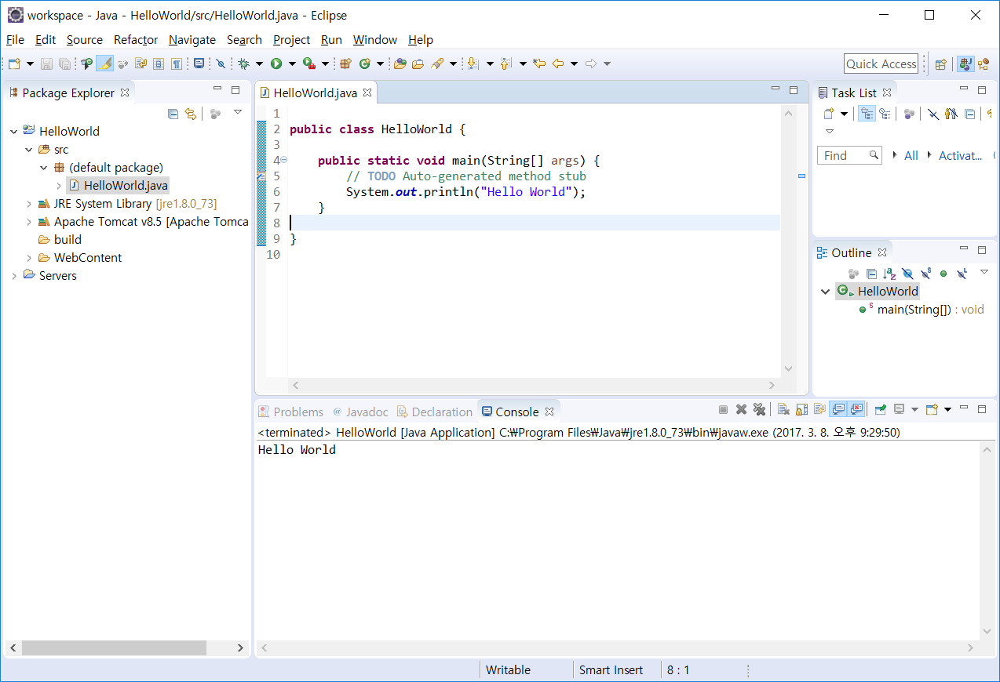 workspace - Java - HelloWorld/src/HelloWorld.java - Eclipse
File Edit Source Refactor Navigate Search Project Run Window Help
Quick Access
Package Explorer
HelloWorld
src
(default package)
HelloWorld.java
JRE System Library [jre1.8.0_73]
Apache Tomcat v8.5 [Apache Tomca
build
WebContent
Servers
HelloWorld.java
1
2 public class HelloWorld {
3
4 public static void main(String[] args) {
5 // TODO Auto-generated method stub
6 System.out.println("Hello World");
7 }
8
9 }
10
Task List
Find All Activat...
Outline
HelloWorld
main(String[]) : void
Problems @ Javadoc Declaration Console
<terminated> HelloWorld [Java Application] C:₩Program Files₩Java₩jre1.8.0_73₩bin₩javaw.exe (2017. 3. 8. 오후 9:29:50)
Hello World
Writable Smart Insert 8 : 1